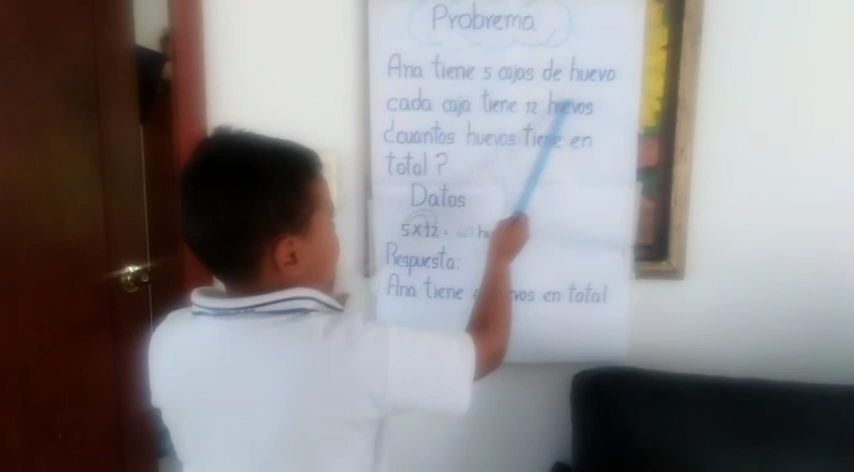 Probrema
Ana tiene 5 cajas de huevo
cada caja tiene 12 huevos
¿cuantos huevos tiene en
total?
Datos
5x12 = 60
Respuesta
Ana tiene en total